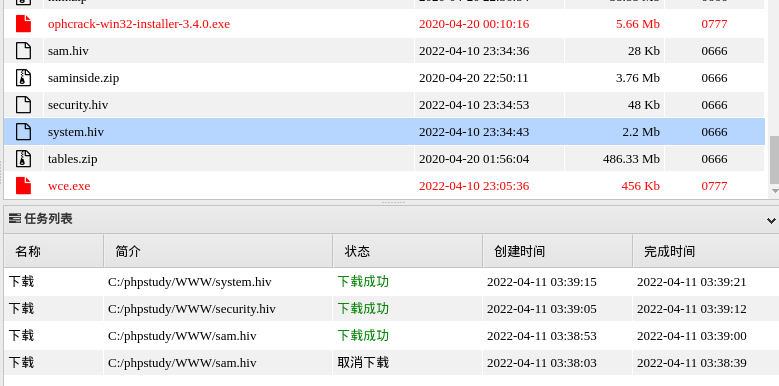 ophcrack-win32-installer-3.4.0.exe 2020-04-20 00:10:16 5.66 Mb 0777
sam.hiv 2022-04-10 23:34:36 28 Kb 0666
saminside.zip 2020-04-20 22:50:11 3.76 Mb 0666
security.hiv 2022-04-10 23:34:53 48 Kb 0666
system.hiv 2022-04-10 23:34:43 2.2 Mb 0666
tables.zip 2020-04-20 01:56:04 486.33 Mb 0666
wce.exe 2022-04-10 23:05:36 456 Kb 0777
任务列表
名称 简介 状态 创建时间 完成时间
下载 C:/phpstudy/WWW/system.hiv 下载成功 2022-04-11 03:39:15 2022-04-11 03:39:21
下载 C:/phpstudy/WWW/security.hiv 下载成功 2022-04-11 03:39:05 2022-04-11 03:39:12
下载 C:/phpstudy/WWW/sam.hiv 下载成功 2022-04-11 03:38:53 2022-04-11 03:39:00
下载 C:/phpstudy/WWW/sam.hiv 取消下载 2022-04-11 03:38:03 2022-04-11 03:38:39